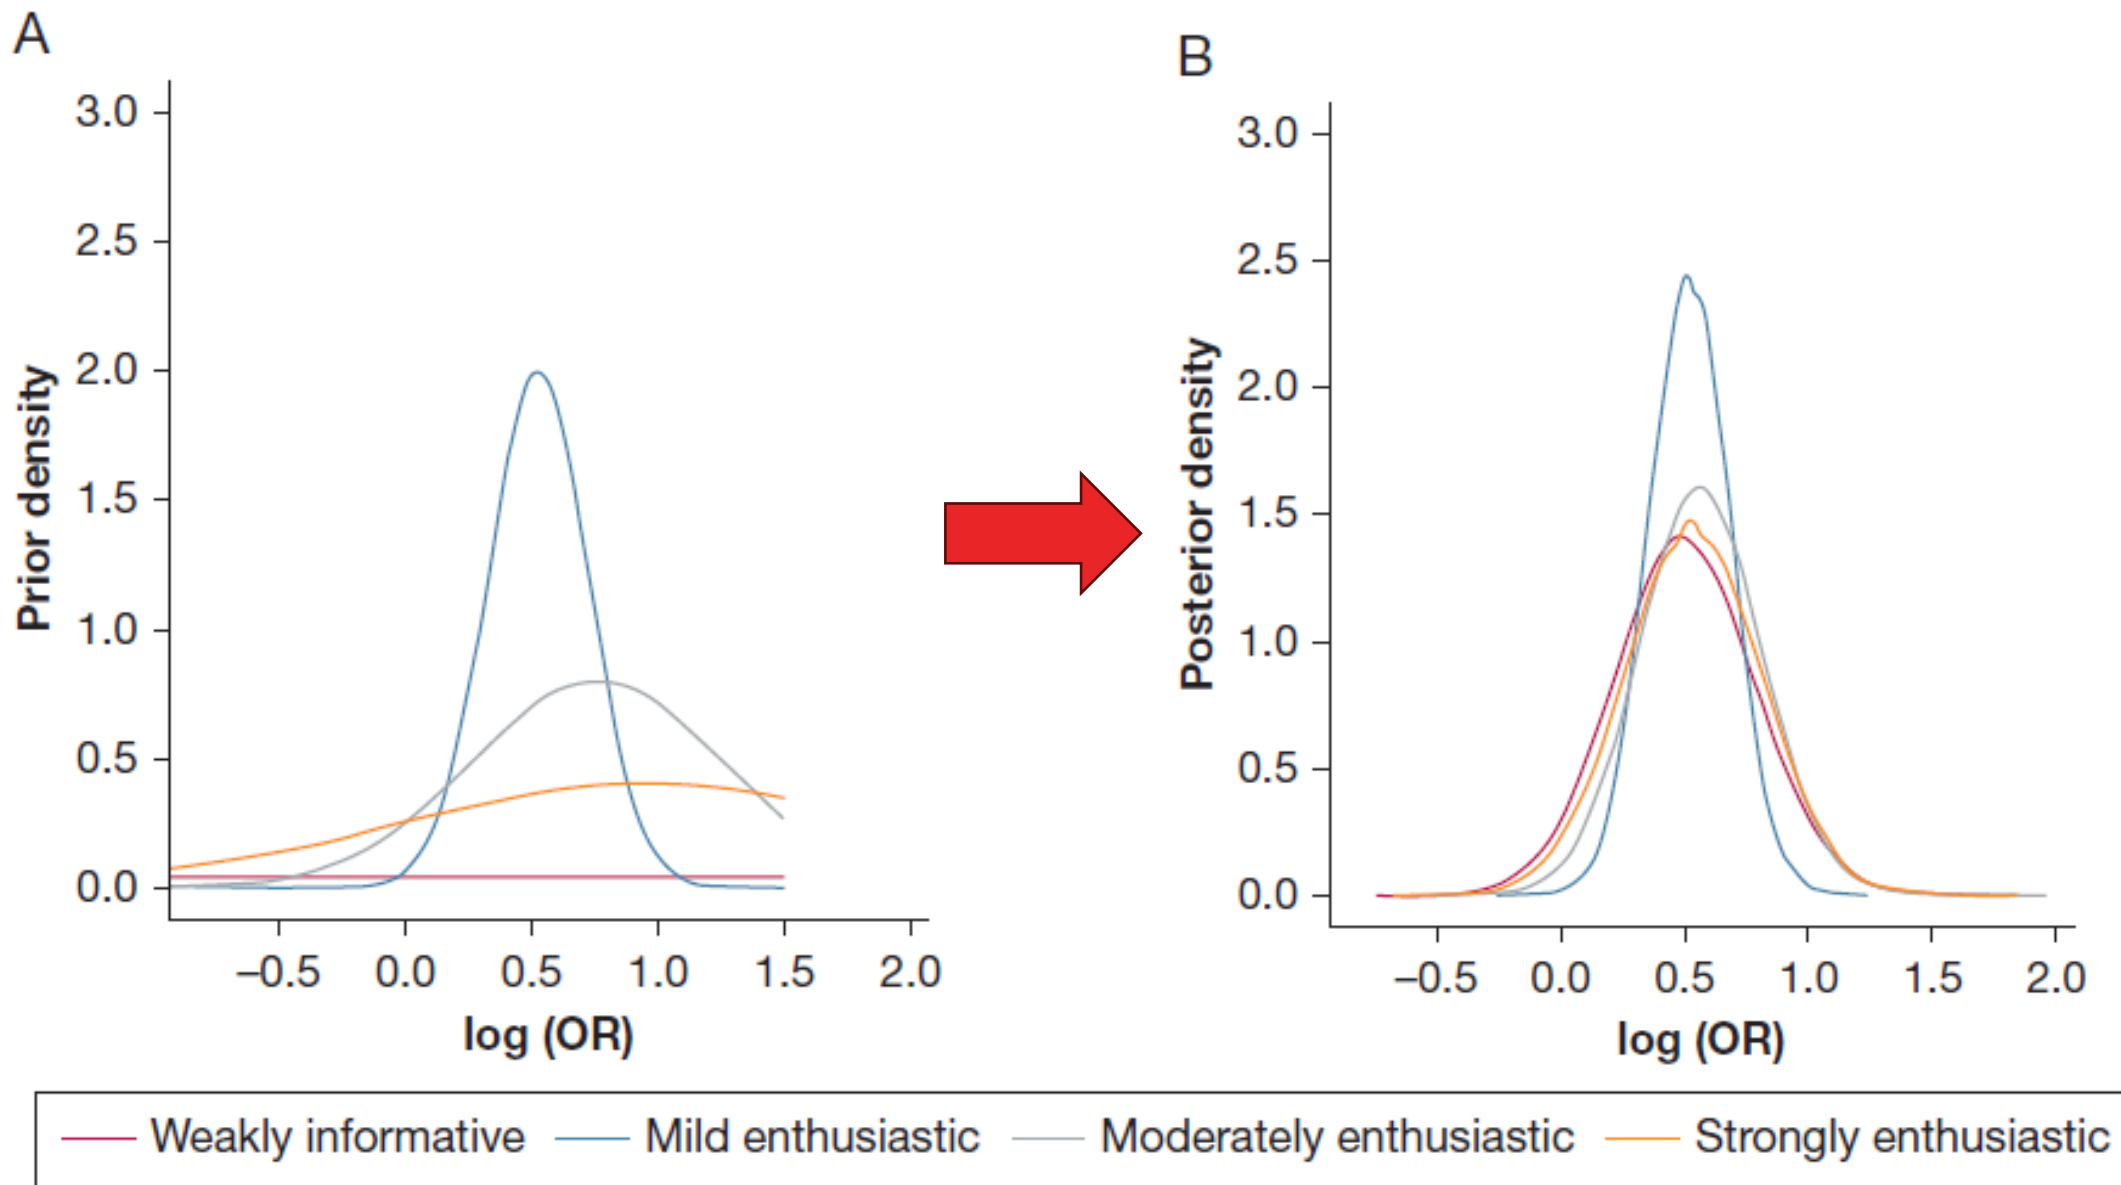 A
3.0
2.5
2.0
1.5
1.0
0.5
0.0
Prior density
–0.5 0.0 0.5 1.0 1.5 2.0
log (OR)
B
3.0
2.5
2.0
1.5
1.0
0.5
0.0
Posterior density
–0.5 0.0 0.5 1.0 1.5 2.0
log (OR)
Weakly informative Mild enthusiastic Moderately enthusiastic Strongly enthusiastic